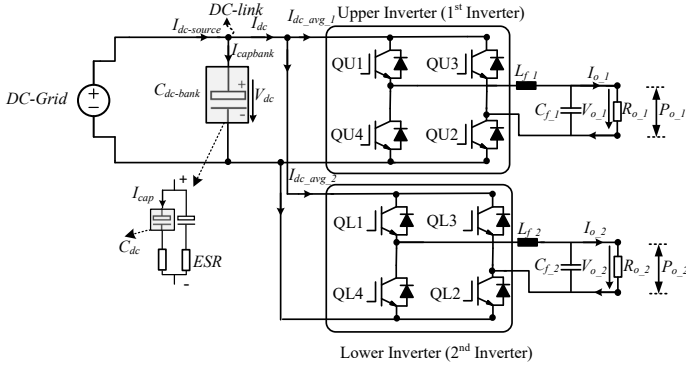 DC-link
Upper Inverter (1st Inverter)
Idc-source
Idc
Idc_avg_1
Icapbank
QU1
QU3
Lf_1
Io_1
Cdc-bank
Vdc
DC-Grid
+
-
Cf_1
Vo_1
Ro_1
Po_1
QU4
QU2
Idc_avg_2
+
Icap
QL1
QL3
Lf_2
Io_2
Cdc
ESR
Cf_2
Vo_2
Ro_2
Po_2
QL4
QL2
-
Lower Inverter (2nd Inverter)